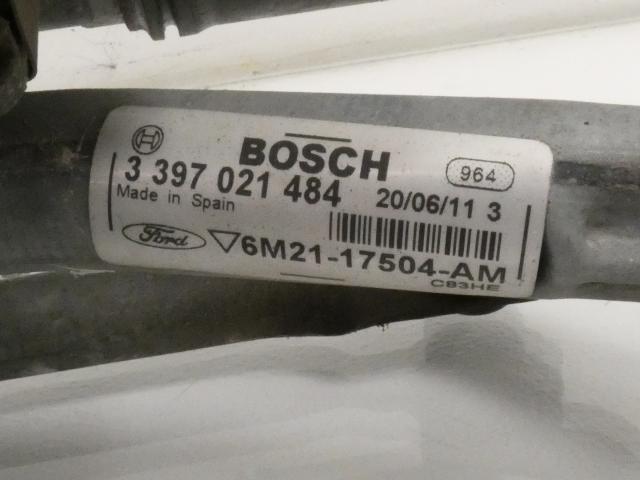 BOSCH
964
3 397 021 484
20/06/11 3
Made in Spain
Ford
6M21-17504-AM
C83HE